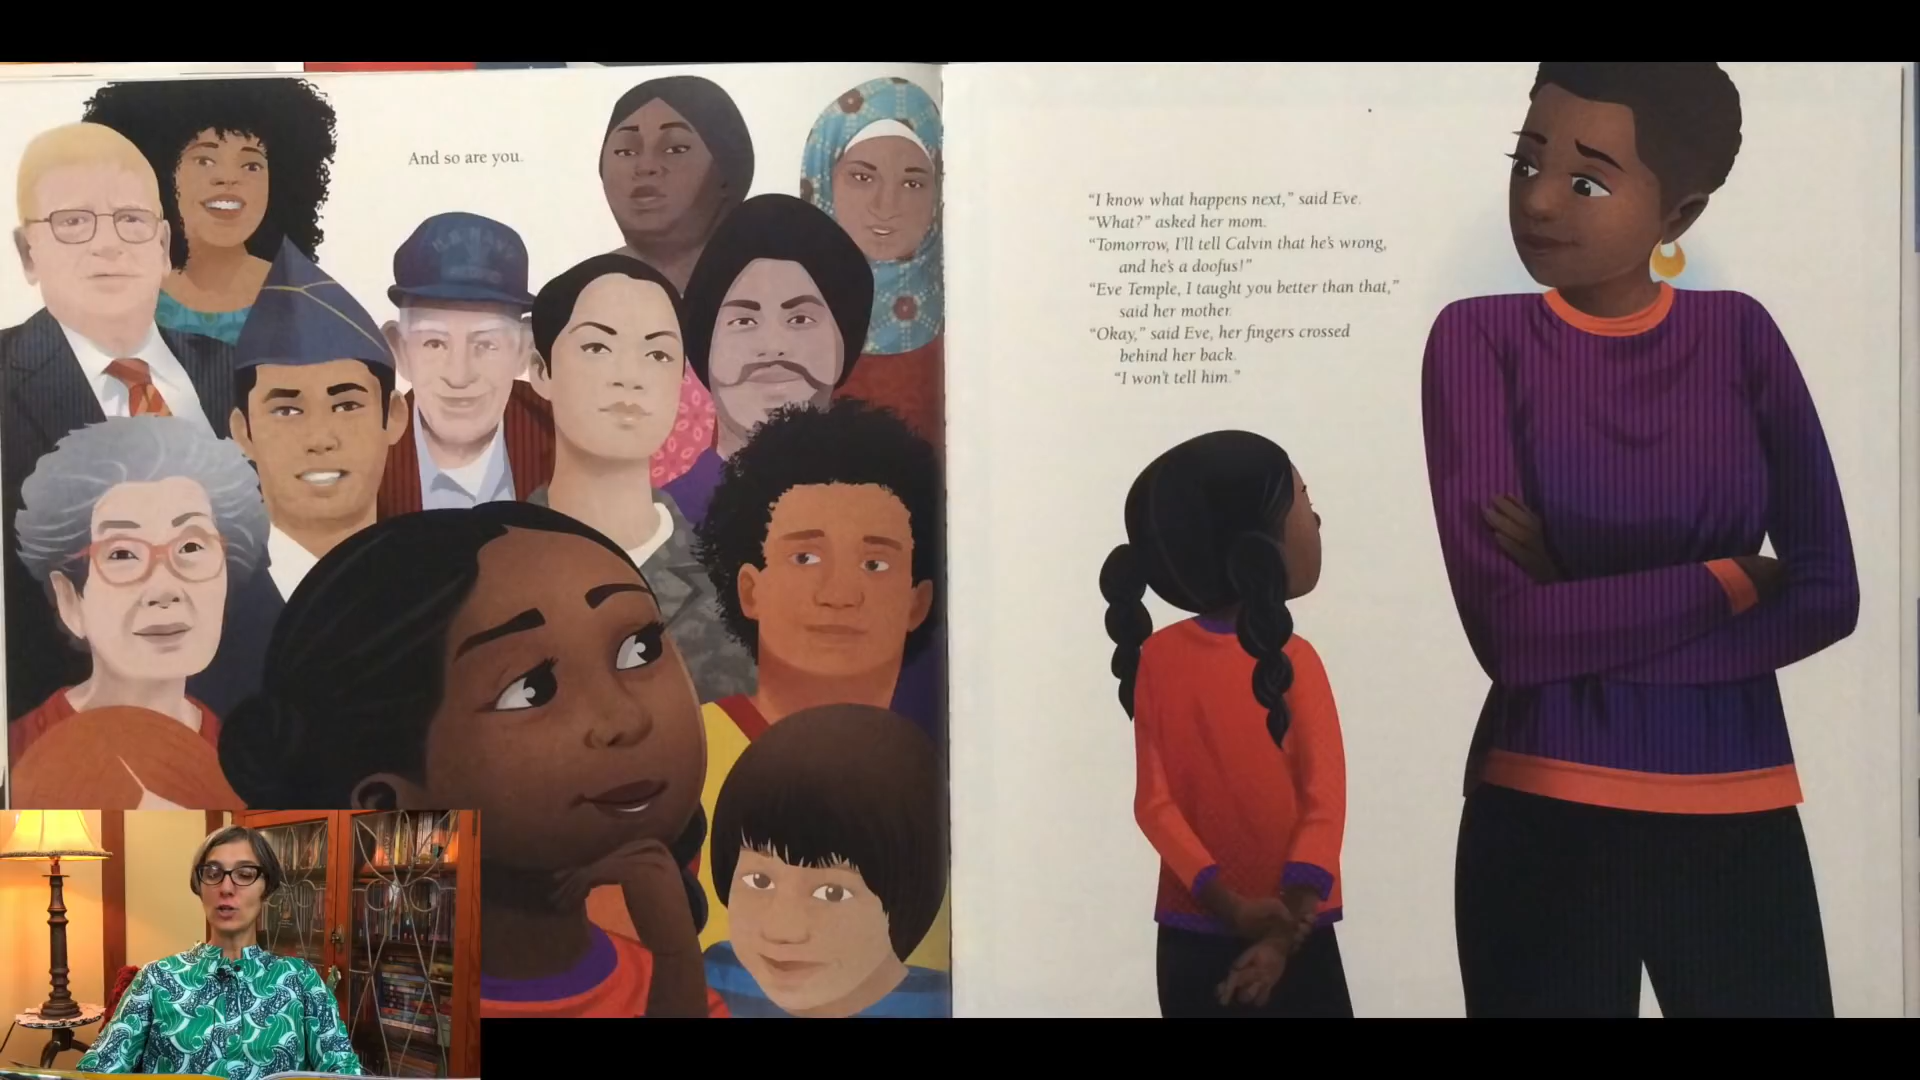 And so are you.
"I know what happens next," said Eve.
"What?" asked her mom.
"Tomorrow, I'll tell Calvin that he's wrong,
and he's a doofus!"
"Eve Temple, I taught you better than that,"
said her mother.
"Okay," said Eve, her fingers crossed
behind her back.
"I won't tell him."